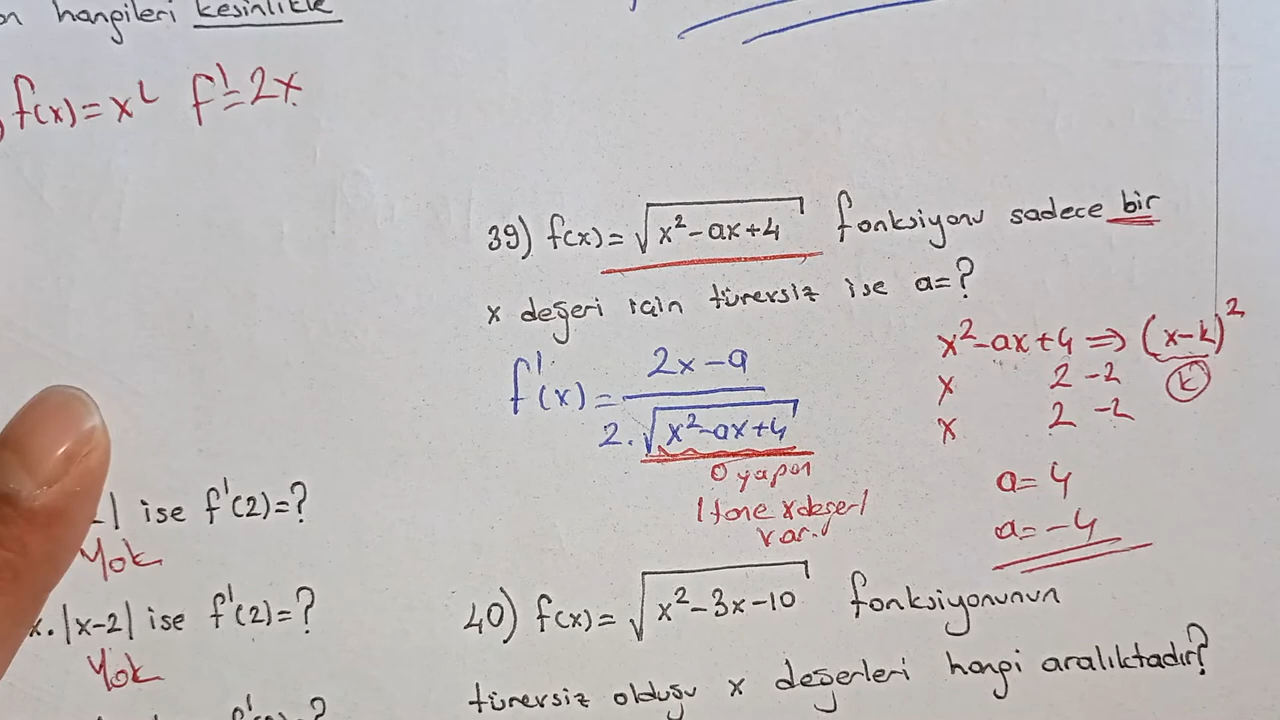 hangileri kesinlikle
f(x)=x² f'=2x
39) f(x)=√x²-ax+4 fonksiyonu sadece bir
x değeri için türevsiz ise a=?
x²-ax+4 ⇒ (x-k)²
x 2 -2 k
x 2 -2
a=4
a=-4
f'(x)= 2x-a
2.√x²-ax+4
0 yapan
1 tane x değeri
var.
-1 ise f'(2)=?
Yok
x.|x-2| ise f'(2)=?
Yok
40) f(x)=√x²-3x-10 fonksiyonunun
türevsiz olduğu x değerleri hangi aralıktadır?